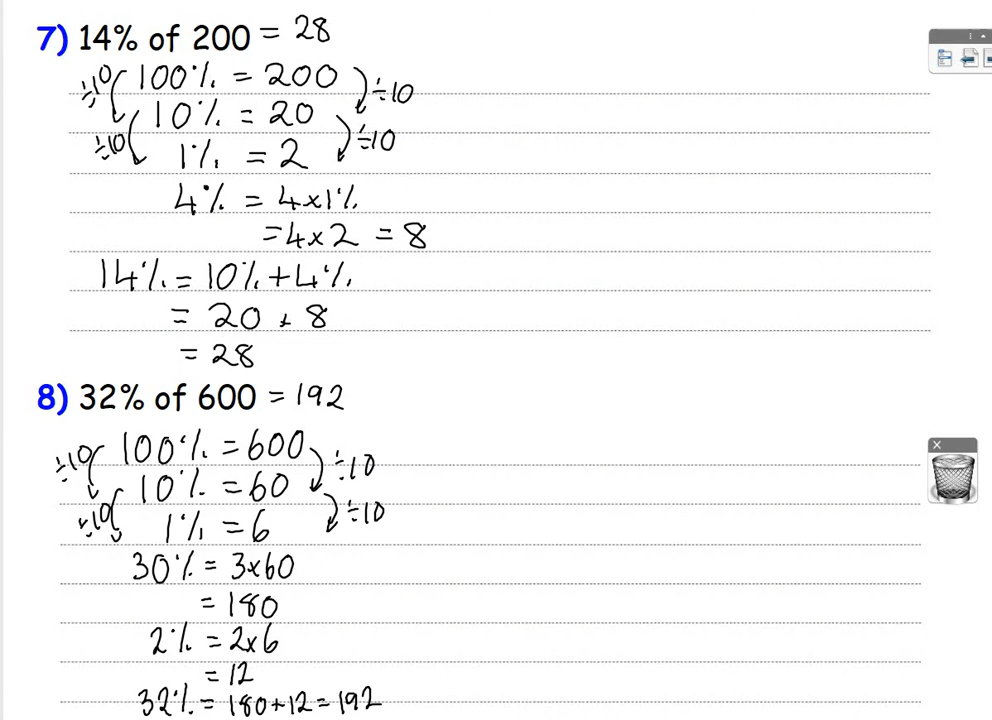 7) 14% of 200 = 28
÷10 100% = 200 ÷10
10% = 20
÷10 1% = 2 ÷10
4% = 4×1%
=4×2 = 8
14% = 10% + 4%
= 20 + 8
= 28
8) 32% of 600 = 192
÷10 100% = 600 ÷10
10% = 60
÷10 1% = 6 ÷10
30% = 3×60
= 180
2% = 2×6
= 12
32% = 180+12 = 192